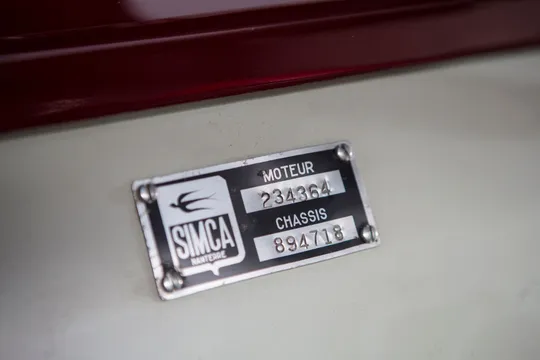 SIMCA
NANTERRE
MOTEUR
234364
CHASSIS
894718